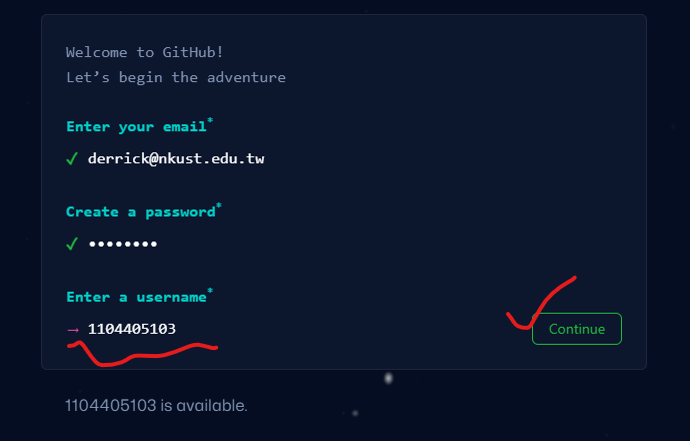 Welcome to GitHub!
Let’s begin the adventure
Enter your email*
✓ derrick@nkust.edu.tw
Create a password*
✓ ••••••••
Enter a username*
→ 1104405103
Continue
1104405103 is available.